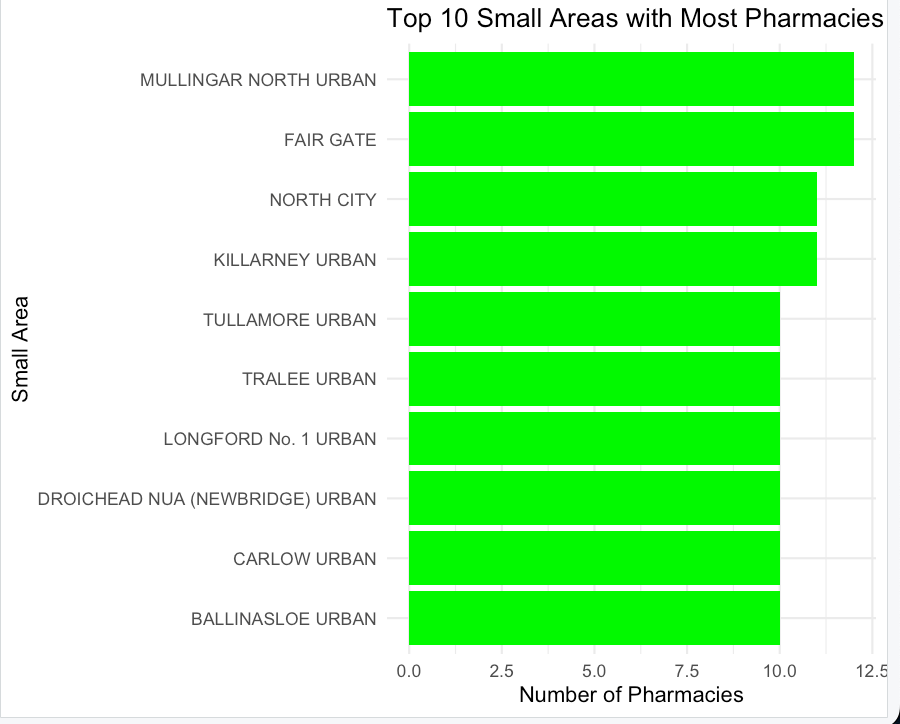 Top 10 Small Areas with Most Pharmacies
MULLINGAR NORTH URBAN
FAIR GATE
NORTH CITY
KILLARNEY URBAN
TULLAMORE URBAN
TRALEE URBAN
LONGFORD No. 1 URBAN
DROICHEAD NUA (NEWBRIDGE) URBAN
CARLOW URBAN
BALLINASLOE URBAN
Small Area
0.0 2.5 5.0 7.5 10.0 12.5
Number of Pharmacies